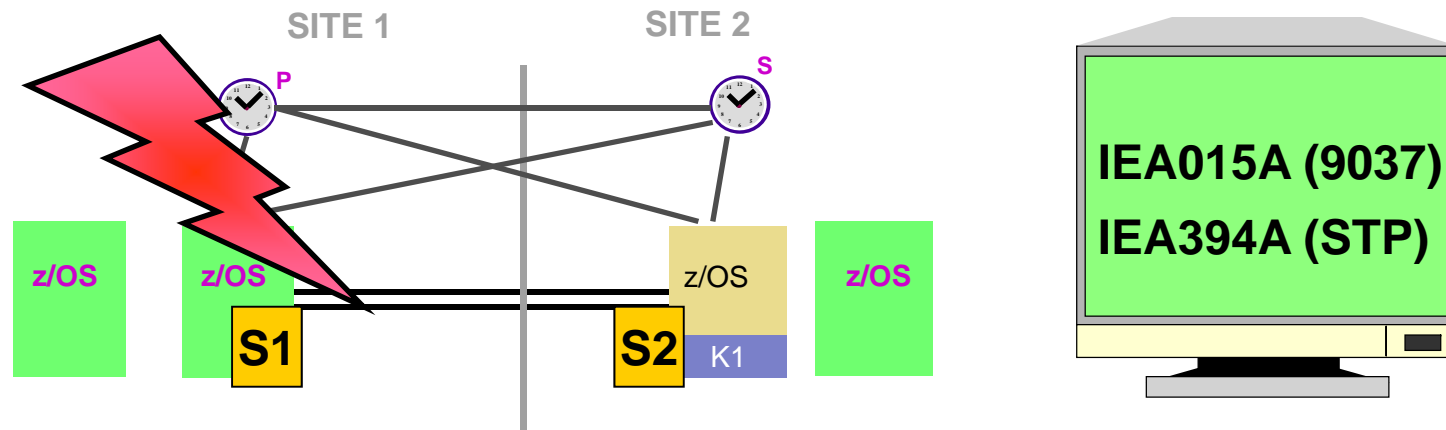 SITE 1
SITE 2
P
S
z/OS
z/OS
z/OS
z/OS
S1
S2
K1
IEA015A (9037)
IEA394A (STP)